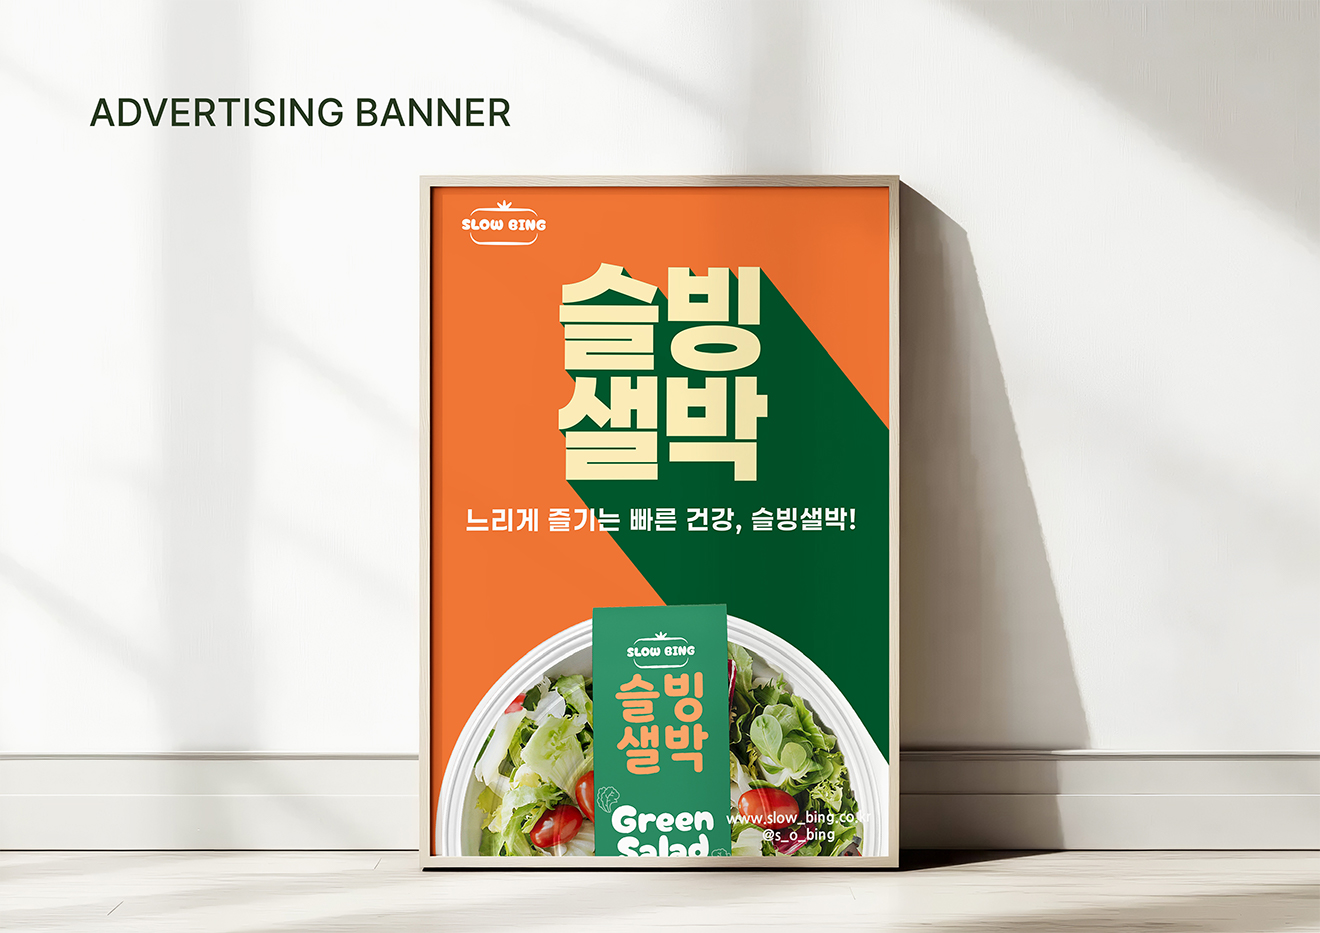 ADVERTISING BANNER
SLOW BING
슬빙
샐박
느리게 즐기는 빠른 건강, 슬빙샐박!
SLOW BING
슬빙
샐박
Green
Salad
www.slow_bing.co.kr
@s_o_bing